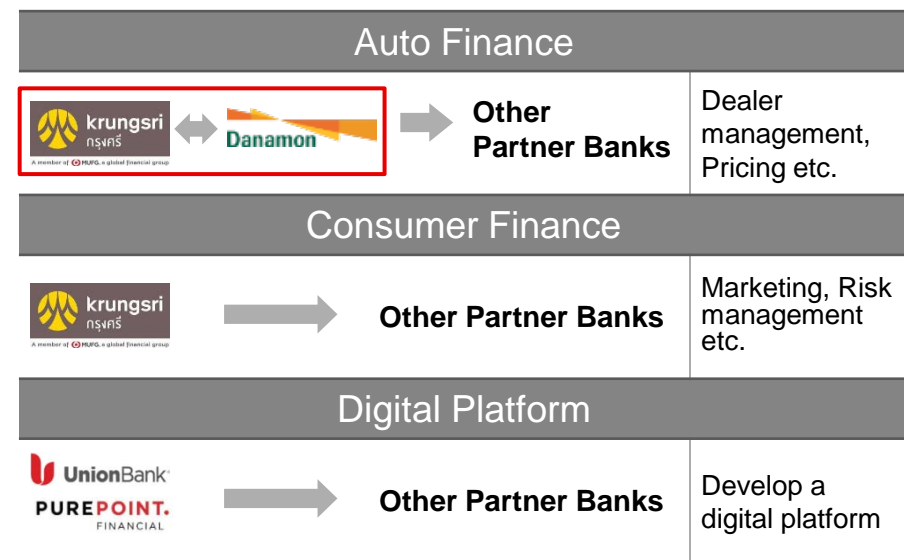 Auto Finance
krungsri
กรุงศรี
A member of MUFG, a global financial group
Danamon
Other
Partner Banks
Dealer
management,
Pricing etc.
Consumer Finance
krungsri
กรุงศรี
A member of MUFG, a global financial group
Other Partner Banks
Marketing, Risk
management
etc.
Digital Platform
UnionBank
PUREPOINT.
FINANCIAL
Other Partner Banks
Develop a
digital platform